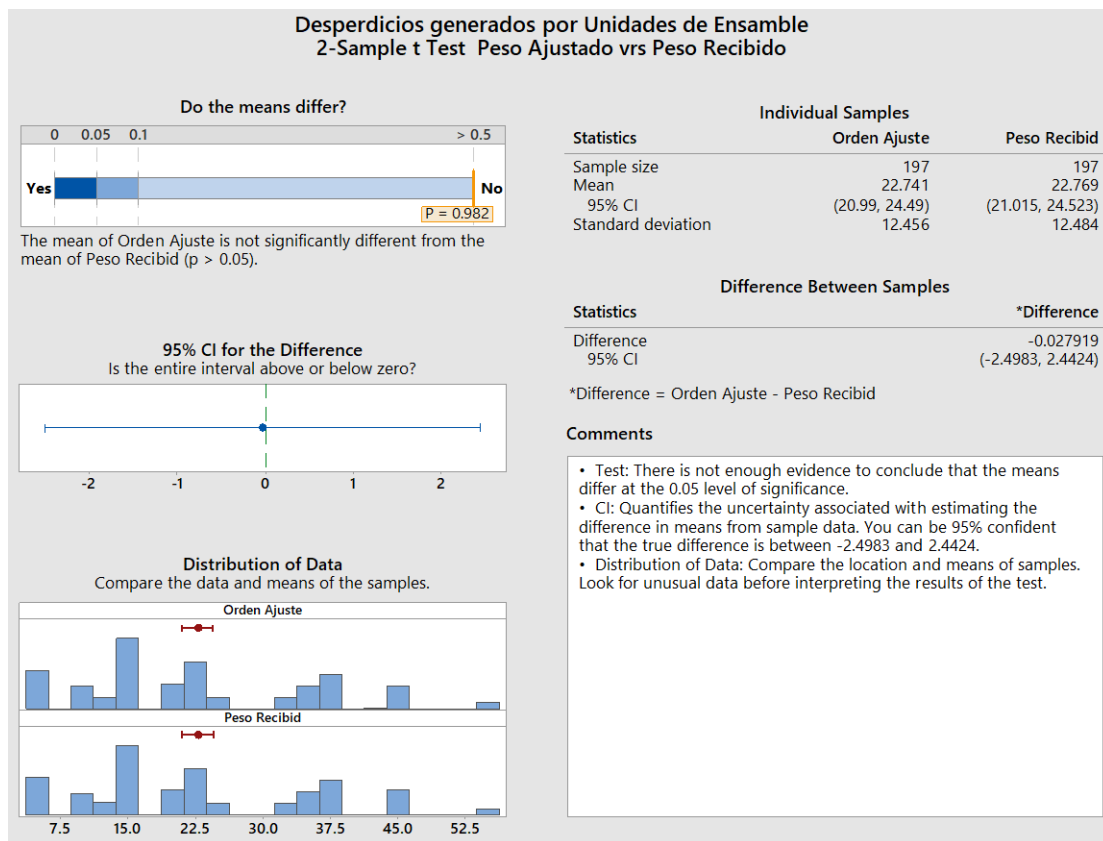 Desperdicios generados por Unidades de Ensamble
2-Sample t Test  Peso Ajustado vrs Peso Recibido
Do the means differ?
0 0.05 0.1 > 0.5
Yes No
P = 0.982
The mean of Orden Ajuste is not significantly different from the
mean of Peso Recibid (p > 0.05).
95% CI for the Difference
Is the entire interval above or below zero?
-2 -1 0 1 2
Distribution of Data
Compare the data and means of the samples.
Orden Ajuste
Peso Recibid
7.5 15.0 22.5 30.0 37.5 45.0 52.5
Individual Samples
Statistics Orden Ajuste Peso Recibid
Sample size 197 197
Mean 22.741 22.769
95% CI (20.99, 24.49) (21.015, 24.523)
Standard deviation 12.456 12.484
Difference Between Samples
Statistics *Difference
Difference -0.027919
95% CI (-2.4983, 2.4424)
*Difference = Orden Ajuste - Peso Recibid
Comments
• Test: There is not enough evidence to conclude that the means
differ at the 0.05 level of significance.
• CI: Quantifies the uncertainty associated with estimating the
difference in means from sample data. You can be 95% confident
that the true difference is between -2.4983 and 2.4424.
• Distribution of Data: Compare the location and means of samples.
Look for unusual data before interpreting the results of the test.